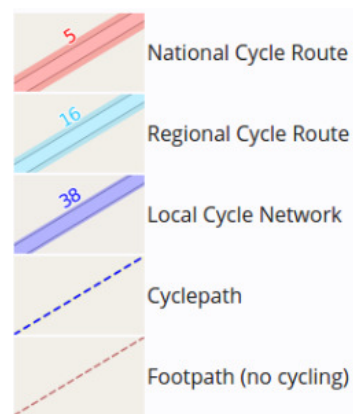 5 National Cycle Route
16 Regional Cycle Route
38 Local Cycle Network
Cyclepath
Footpath (no cycling)